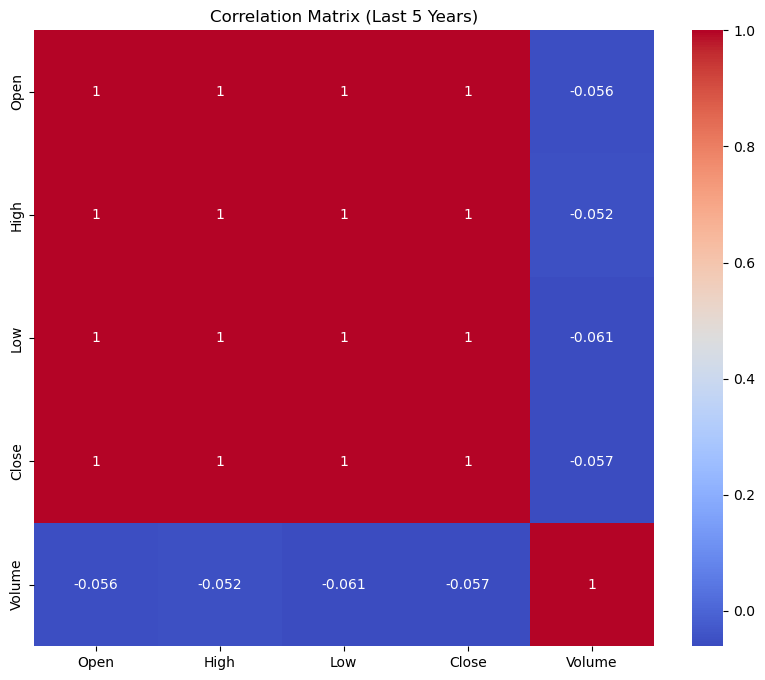 Correlation Matrix (Last 5 Years)
Open 1 1 1 1 -0.056
High 1 1 1 1 -0.052
Low 1 1 1 1 -0.061
Close 1 1 1 1 -0.057
Volume -0.056 -0.052 -0.061 -0.057 1
Open High Low Close Volume
1.0
0.8
0.6
0.4
0.2
0.0